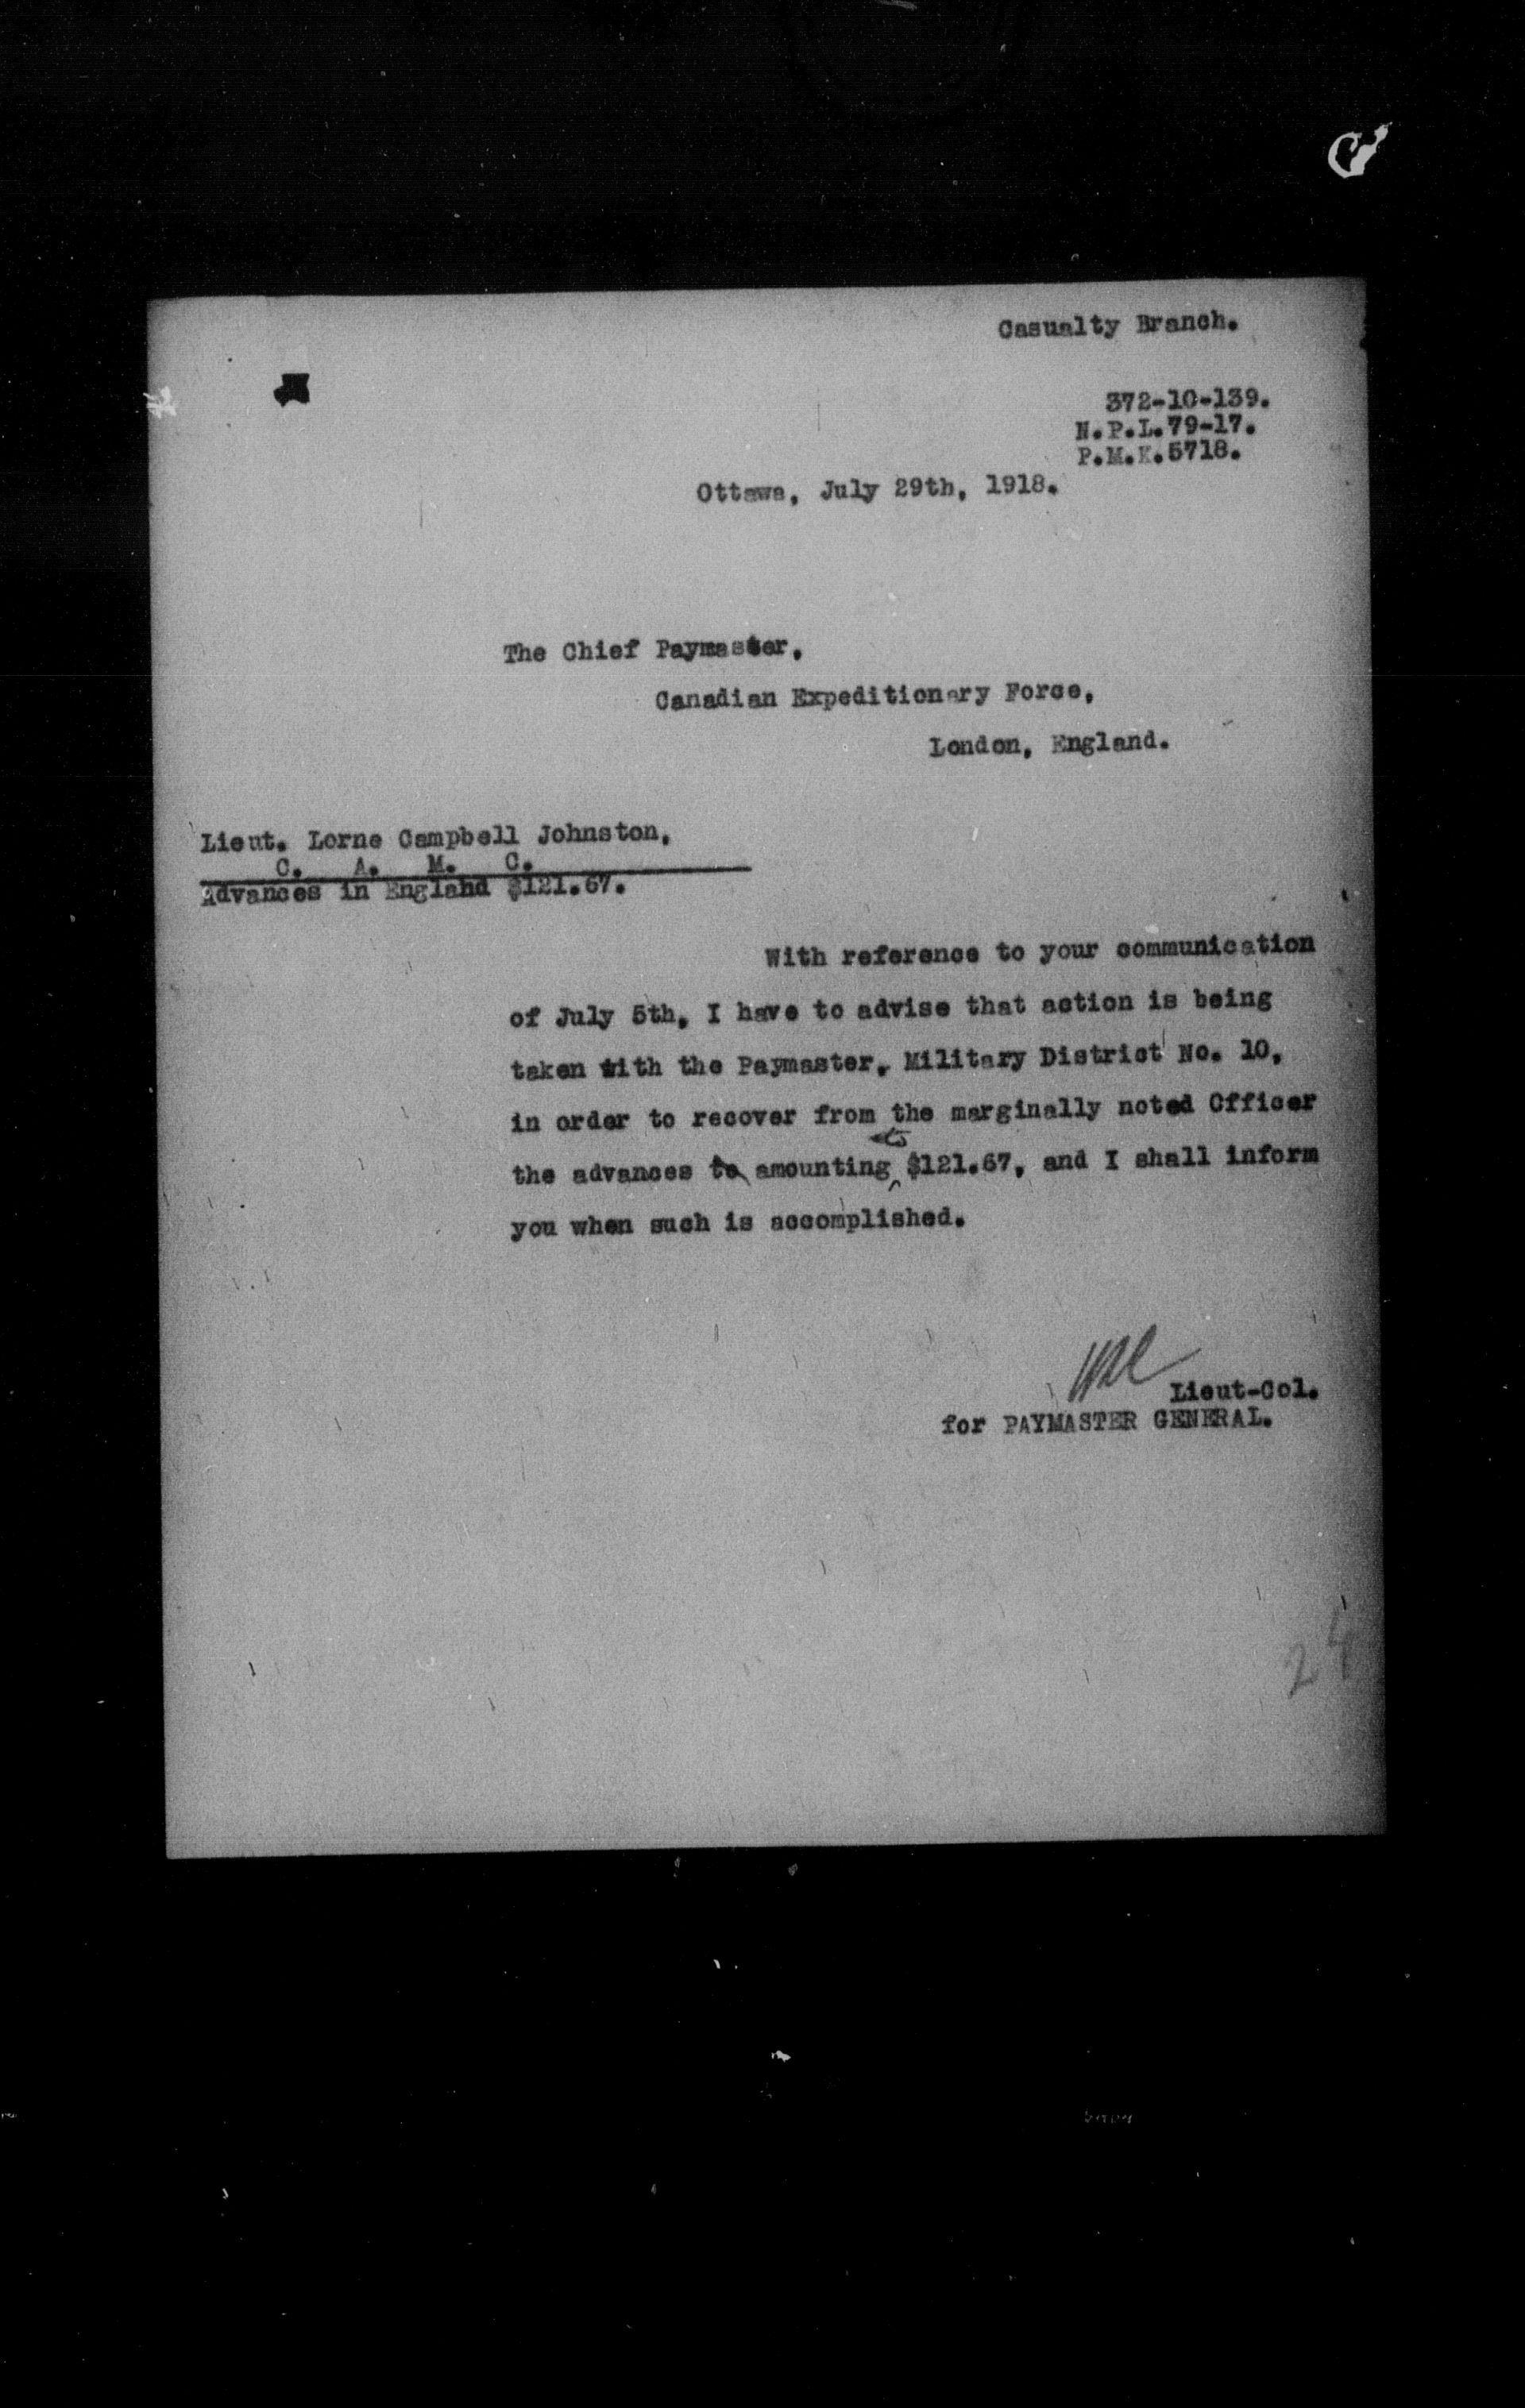 Casualty Branch.
372-10-139.
N.P.L.79-17.
P.M.K.5718.
Ottawa, July 29th, 1918.
The Chief Paymaster,
Canadian Expeditionary Force,
London, England.
Lieut. Lorne Campbell Johnston,
C. A. M. C.
Advances in England $121.67.
With reference to your communication
of July 5th, I have to advise that action is being
taken with the Paymaster, Military District No. 10,
in order to recover from the marginally noted Officer
the advances to amounting to $121.67, and I shall inform
you when such is accomplished.
Lieut-Col.
for PAYMASTER GENERAL.
24